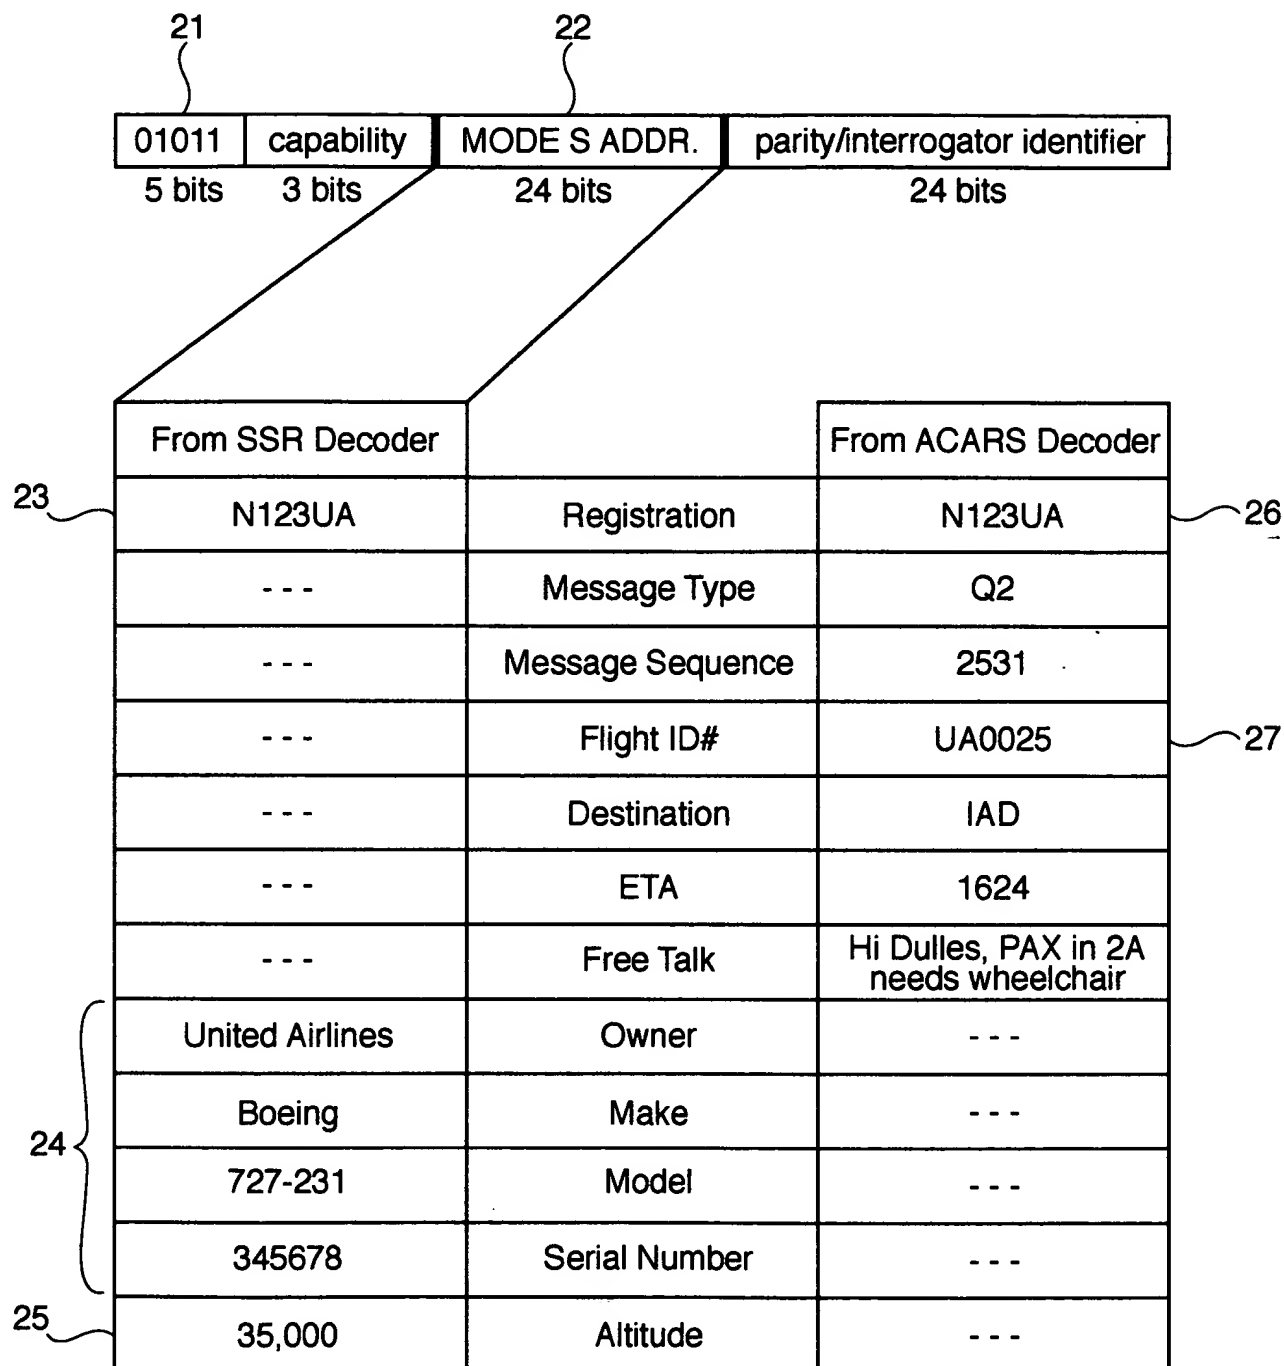 21 22
01011 capability MODE S ADDR. parity/interrogator identifier
5 bits 3 bits 24 bits 24 bits
From SSR Decoder From ACARS Decoder
23 N123UA Registration N123UA 26
- - - Message Type Q2
- - - Message Sequence 2531
- - - Flight ID# UA0025 27
- - - Destination IAD
- - - ETA 1624
- - - Free Talk Hi Dulles, PAX in 2A
needs wheelchair
United Airlines Owner - - -
Boeing Make - - -
24
727-231 Model - - -
345678 Serial Number - - -
25 35,000 Altitude - - -